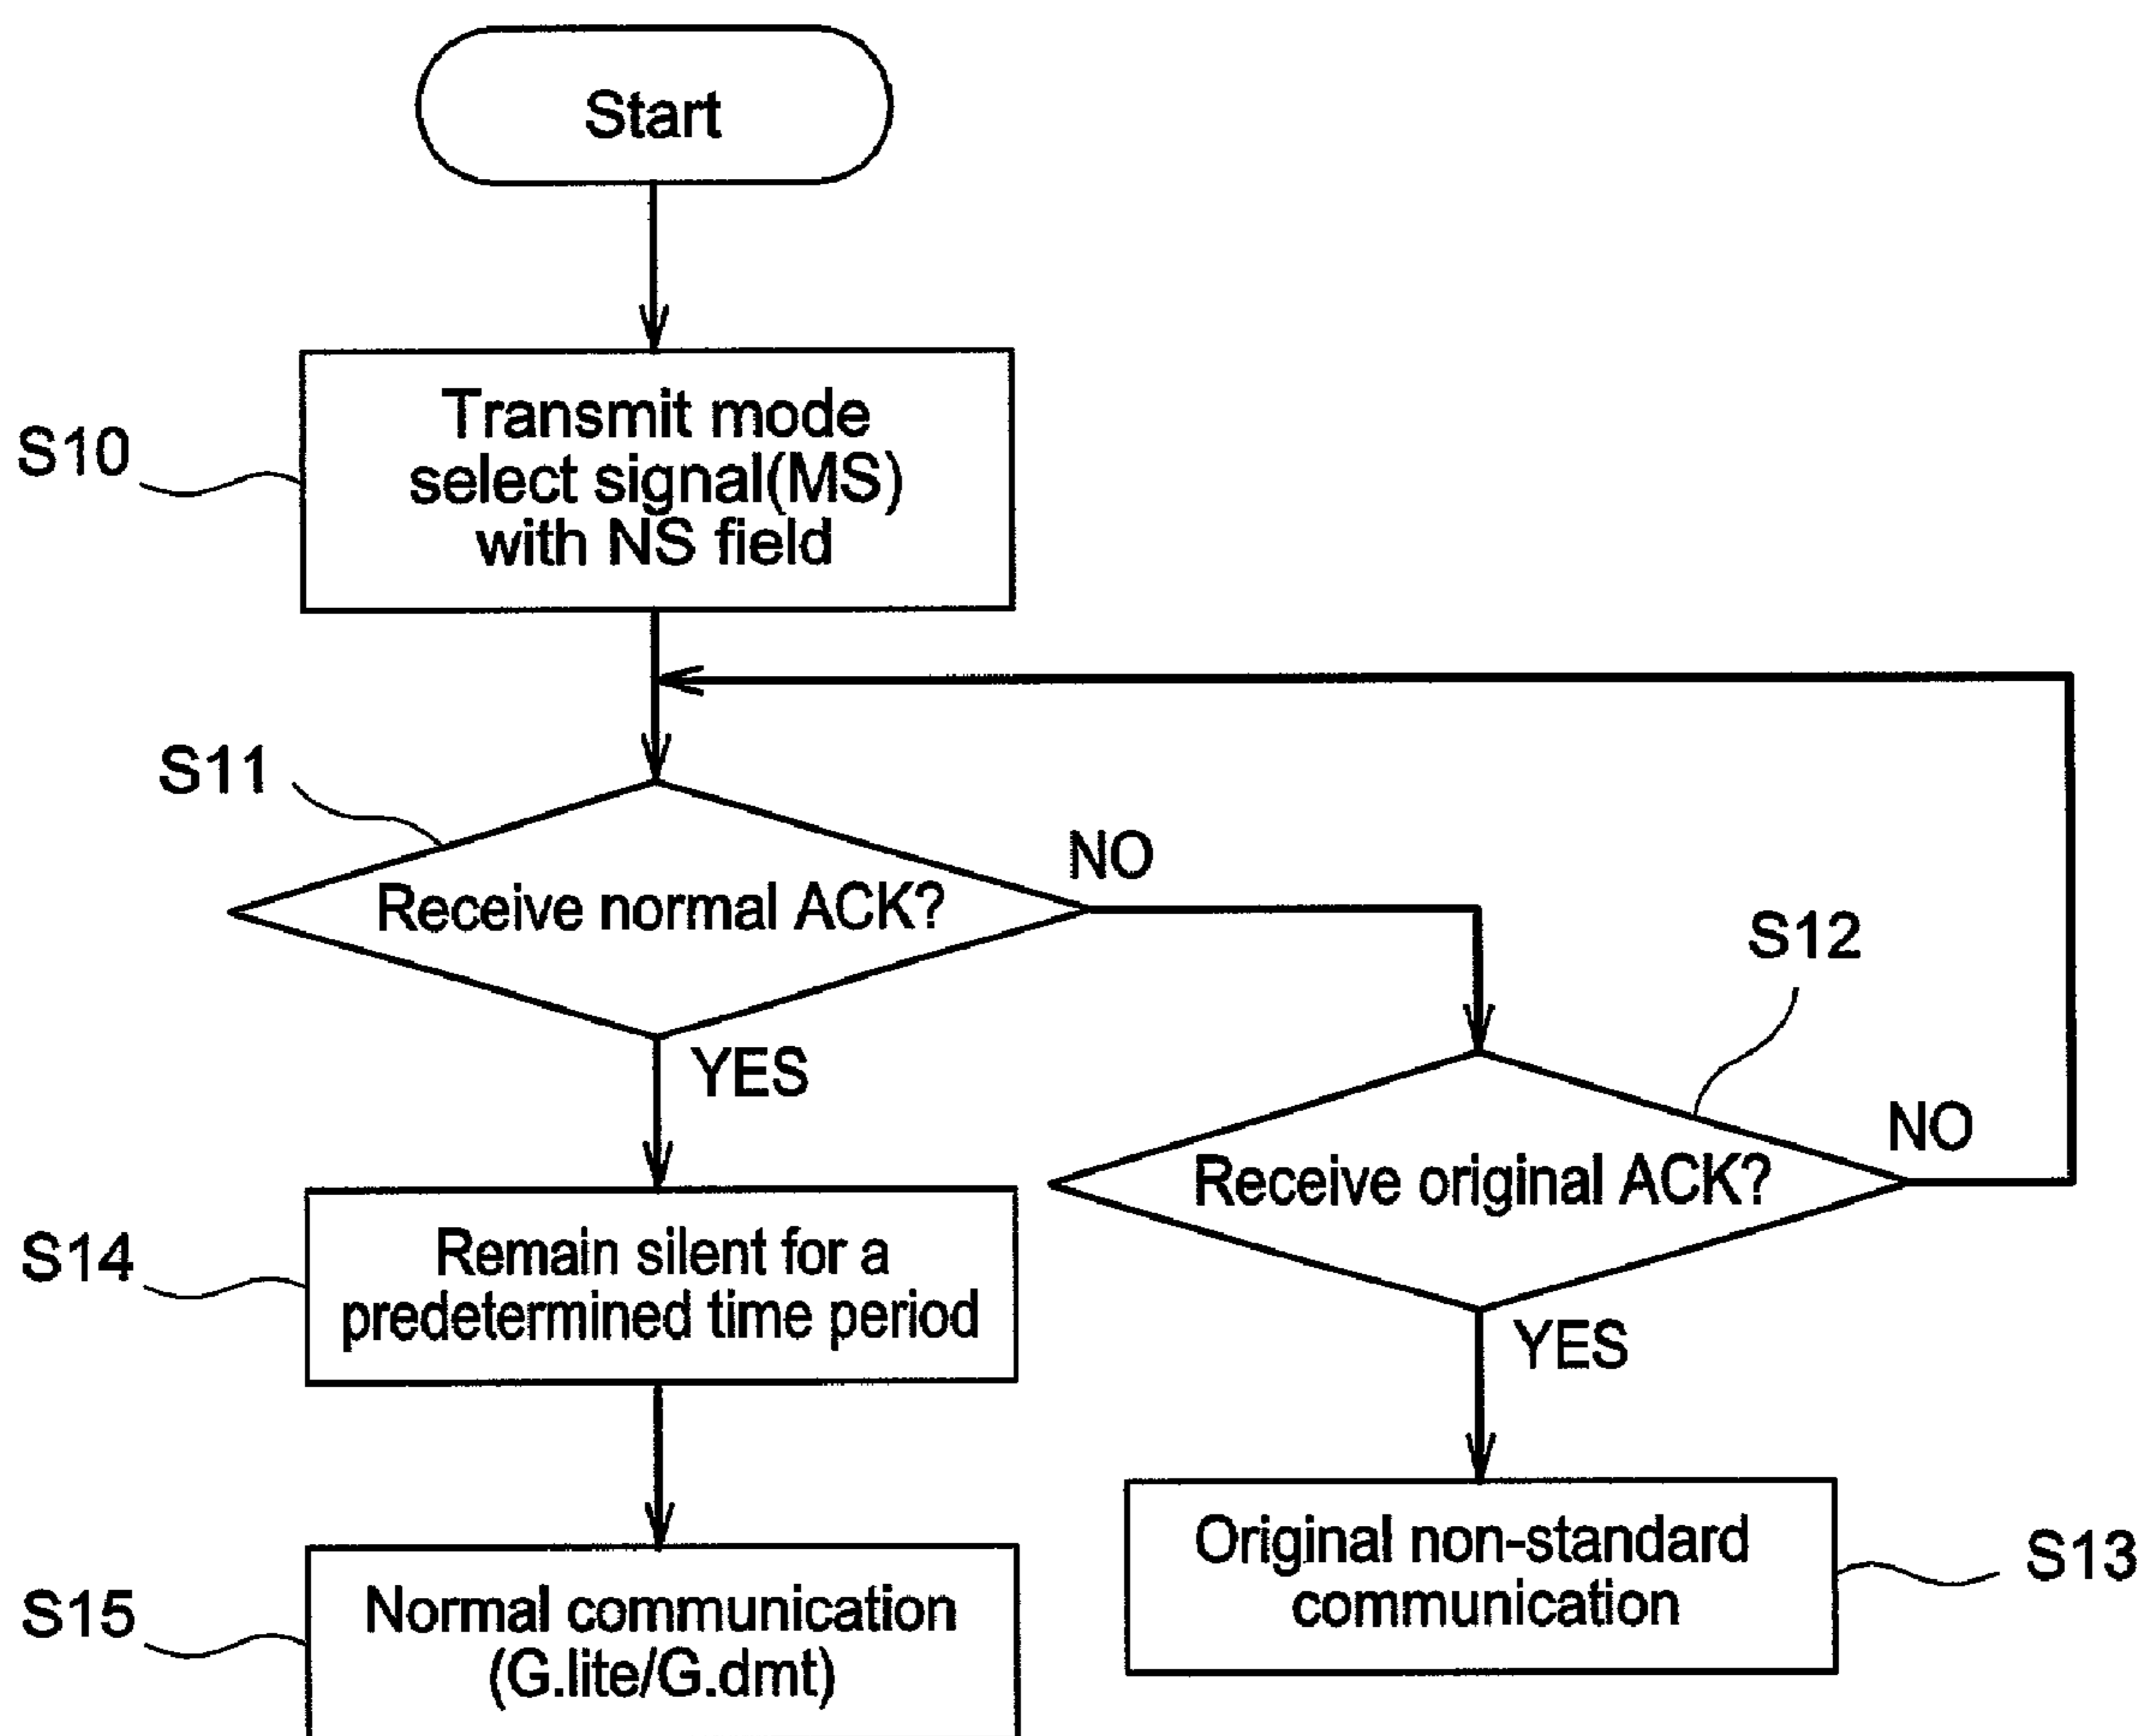 Start
S10
Transmit mode
select signal(MS)
with NS field
S11
Receive normal ACK?
NO
YES
S12
Receive original ACK?
NO
YES
S14
Remain silent for a
predetermined time period
S13
Original non-standard
communication
S15
Normal communication
(G.lite/G.dmt)